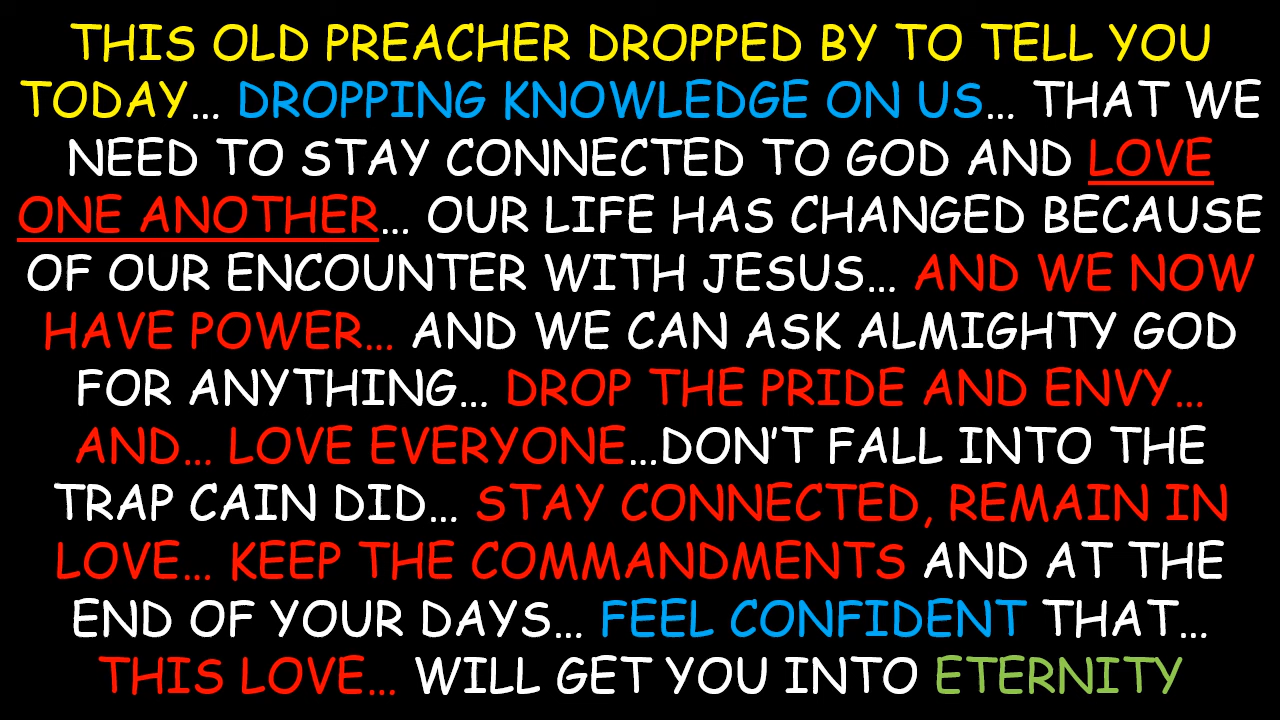 THIS OLD PREACHER DROPPED BY TO TELL YOU
TODAY… DROPPING KNOWLEDGE ON US… THAT WE
NEED TO STAY CONNECTED TO GOD AND LOVE
ONE ANOTHER… OUR LIFE HAS CHANGED BECAUSE
OF OUR ENCOUNTER WITH JESUS… AND WE NOW
HAVE POWER… AND WE CAN ASK ALMIGHTY GOD
FOR ANYTHING… DROP THE PRIDE AND ENVY…
AND… LOVE EVERYONE…DON’T FALL INTO THE
TRAP CAIN DID… STAY CONNECTED, REMAIN IN
LOVE… KEEP THE COMMANDMENTS AND AT THE
END OF YOUR DAYS… FEEL CONFIDENT THAT…
THIS LOVE… WILL GET YOU INTO ETERNITY